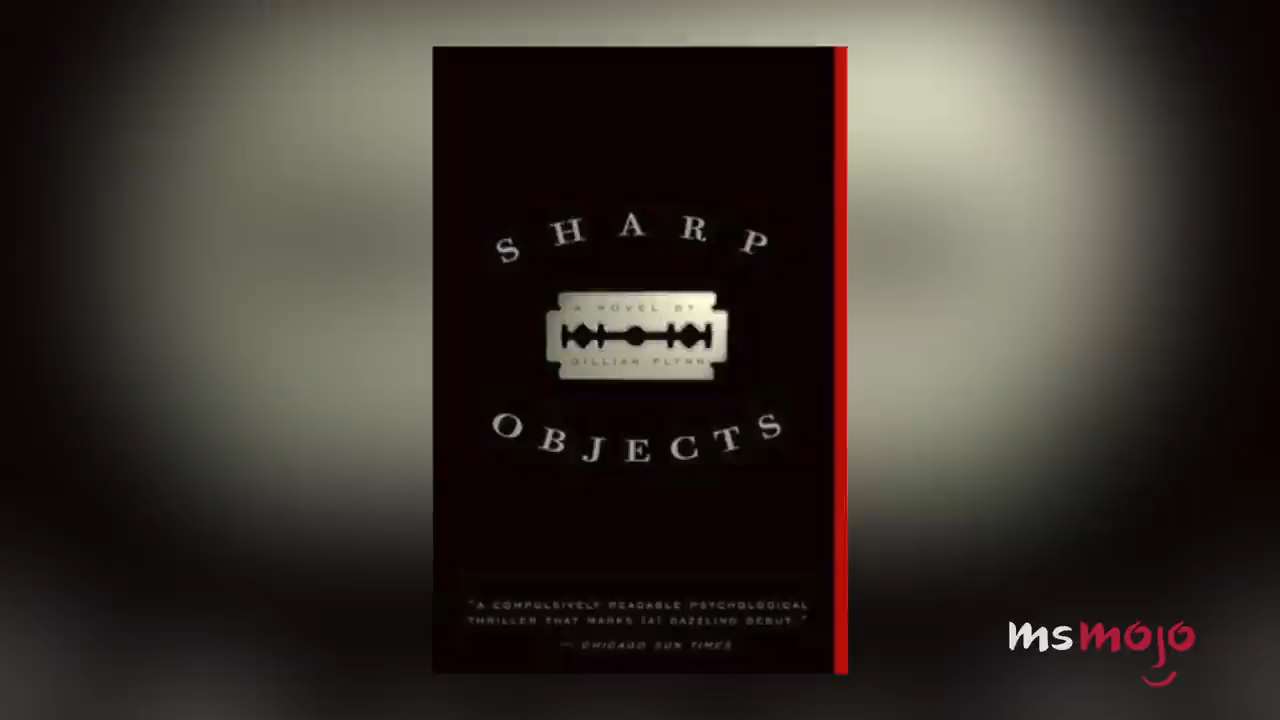 SHARP
A NOVEL BY
GILLIAN FLYNN
OBJECTS
"A COMPULSIVELY READABLE PSYCHOLOGICAL
THRILLER THAT MARKS [A] DAZZLING DEBUT."
— CHICAGO SUN TIMES
msmojo